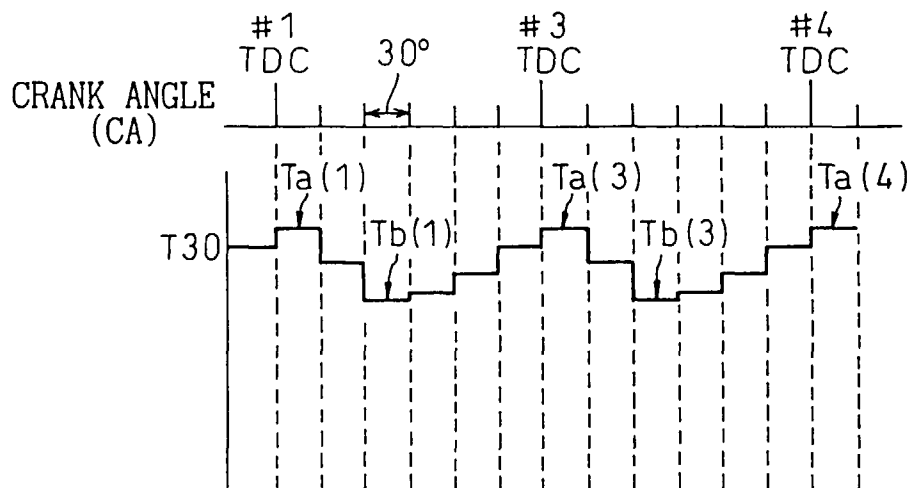 #1 TDC
30°
#3 TDC
#4 TDC
CRANK ANGLE
(CA)
Ta(1)
Ta(3)
Ta(4)
T30
Tb(1)
Tb(3)